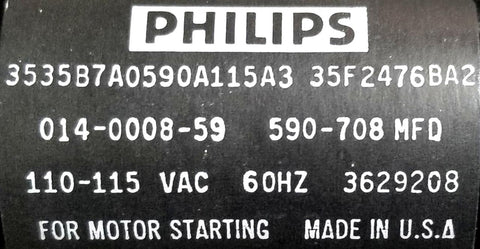 PHILIPS
3535B7A0590A115A3 35F2476BA2
014-0008-59 590-708 MFD
110-115 VAC 60HZ 3629208
FOR MOTOR STARTING MADE IN U.S.A